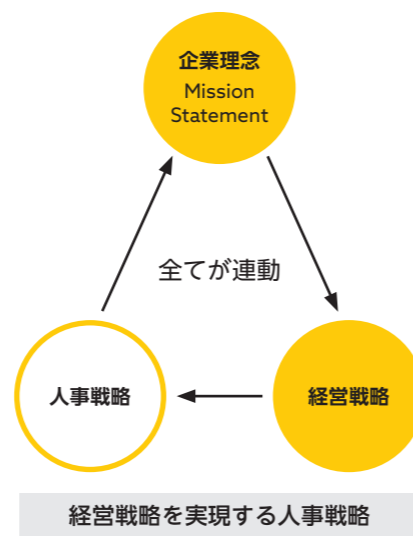 企業理念
Mission
Statement
全てが連動
人事戦略
経営戦略
経営戦略を実現する人事戦略